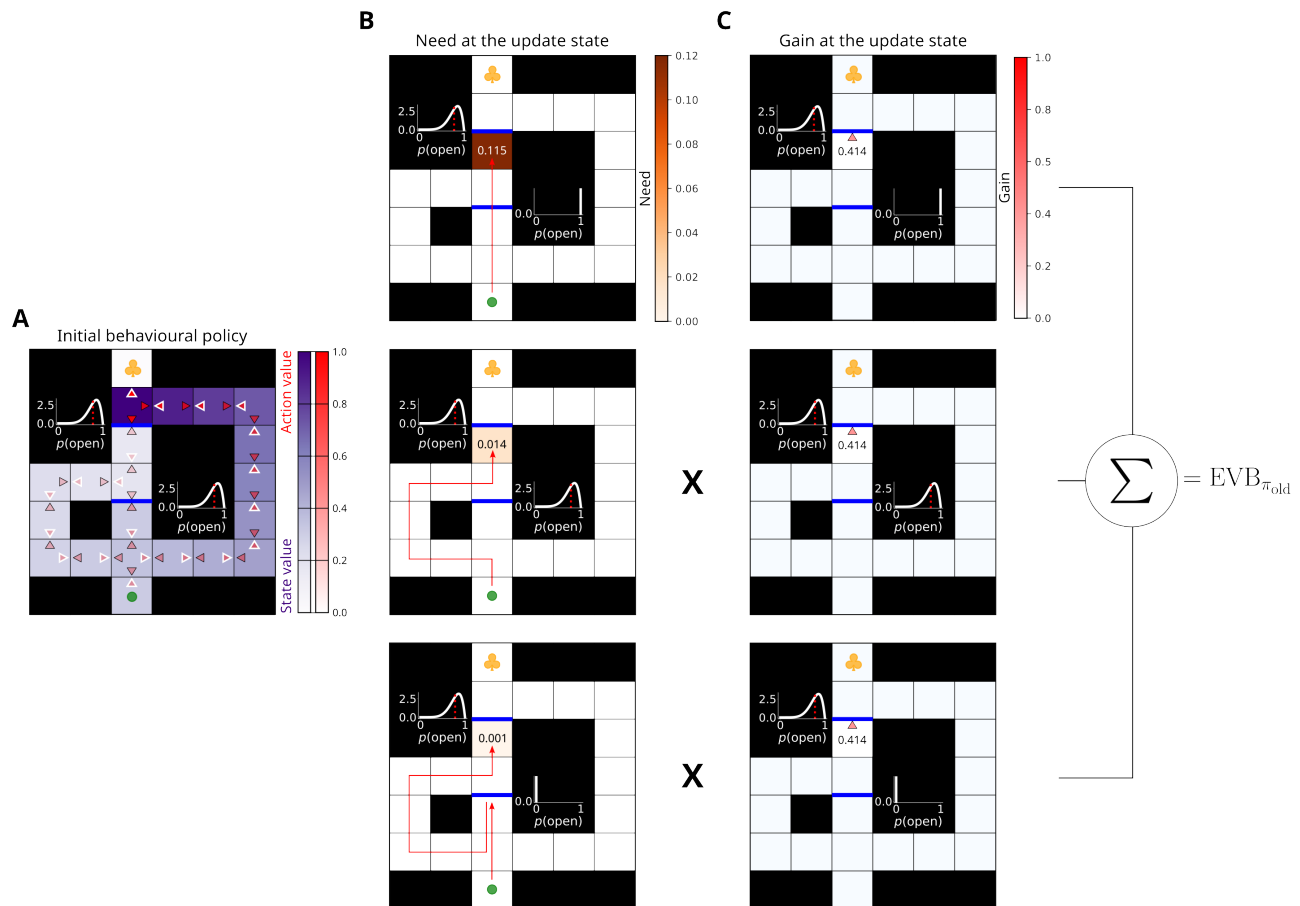 A
Initial behavioural policy
2.5
0.0
0
1
p(open)
2.5
0.0
0
1
p(open)
State value
Action value
1.0
0.8
0.6
0.4
0.2
0.0
B
Need at the update state
2.5
0.0
0
1
p(open)
0.115
0.0
0
1
p(open)
0.12
0.10
0.08
0.06
0.04
0.02
0.00
Need
2.5
0.0
0
1
p(open)
0.014
2.5
0.0
0
1
p(open)
2.5
0.0
0
1
p(open)
0.001
0.0
0
1
p(open)
X
X
C
Gain at the update state
2.5
0.0
0
1
p(open)
0.414
0.0
0
1
p(open)
Gain
1.0
0.8
0.5
0.4
0.2
0.0
2.5
0.0
0
1
p(open)
0.414
2.5
0.0
0
1
p(open)
2.5
0.0
0
1
p(open)
0.414
0.0
0
1
p(open)
∑ = EVBπold